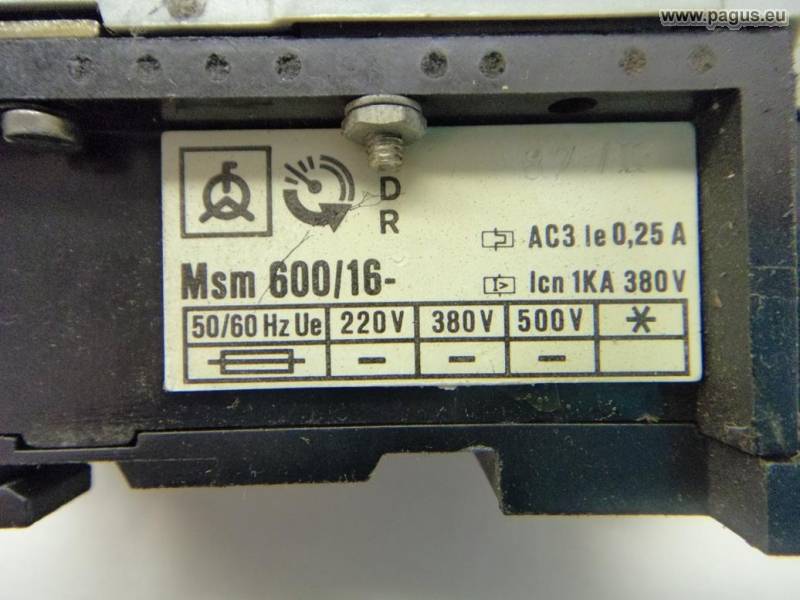 www.pagus.eu
D
R
AC3 Ie 0,25 A
Msm 600/16-
Icn 1KA 380V
50/60 Hz Ue 220V 380V 500V *
- - -